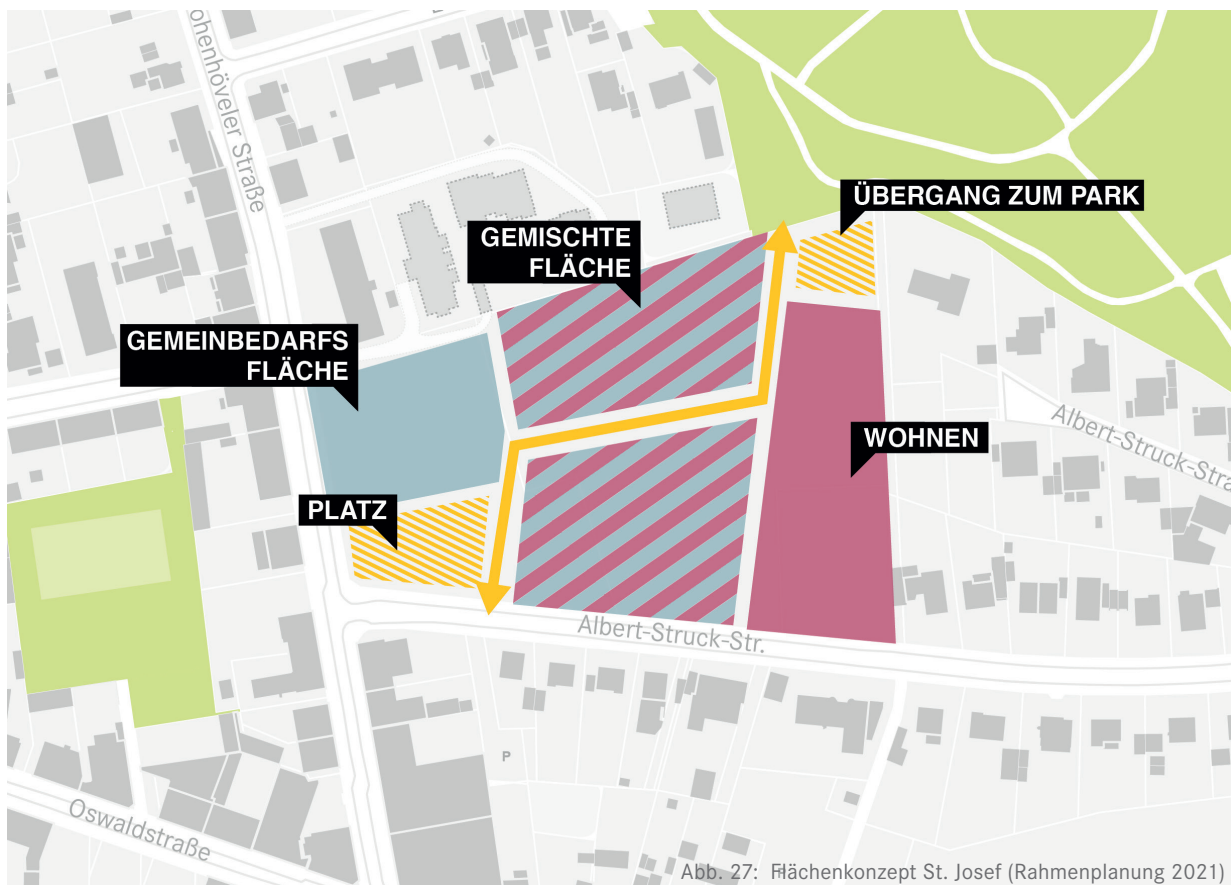 ohenhöveler Straße
ÜBERGANG ZUM PARK
GEMISCHTE
FLÄCHE
GEMEINBEDARFS
FLÄCHE
Albert-Struck-Stra
WOHNEN
PLATZ
Albert-Struck-Str.
P
Oswaldstraße
Abb. 27: Flächenkonzept St. Josef (Rahmenplanung 2021)